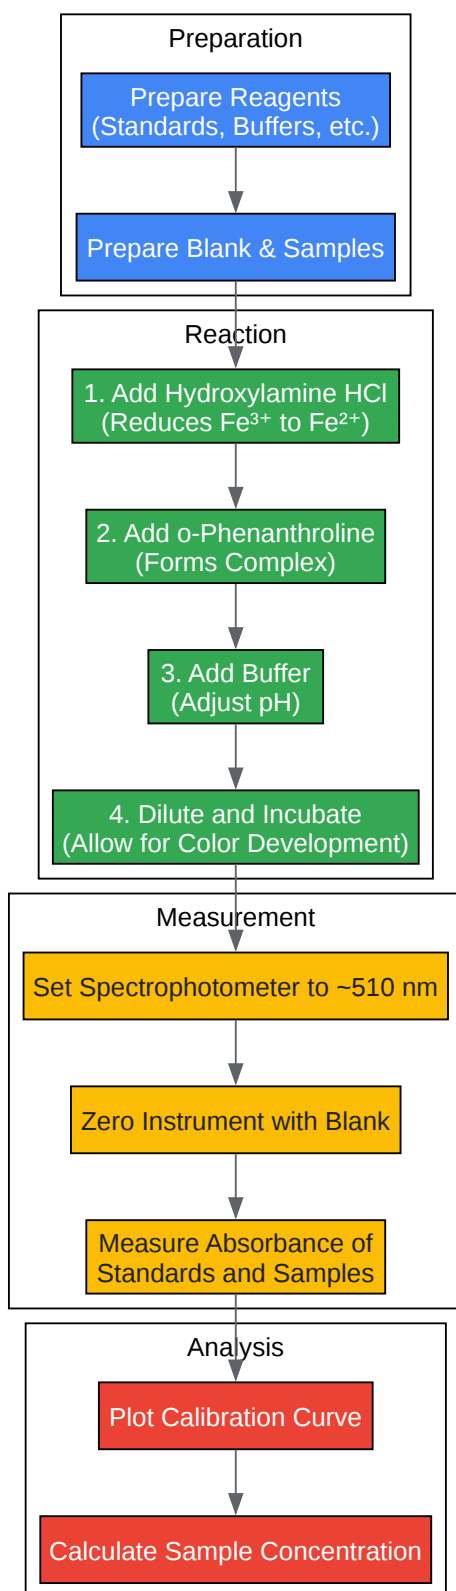 Preparation
Prepare Reagents
(Standards, Buffers, etc.)
Prepare Blank & Samples
Reaction
1. Add Hydroxylamine HCl
(Reduces Fe³⁺ to Fe²⁺)
2. Add o-Phenanthroline
(Forms Complex)
3. Add Buffer
(Adjust pH)
4. Dilute and Incubate
(Allow for Color Development)
Measurement
Set Spectrophotometer to ~510 nm
Zero Instrument with Blank
Measure Absorbance of
Standards and Samples
Analysis
Plot Calibration Curve
Calculate Sample Concentration